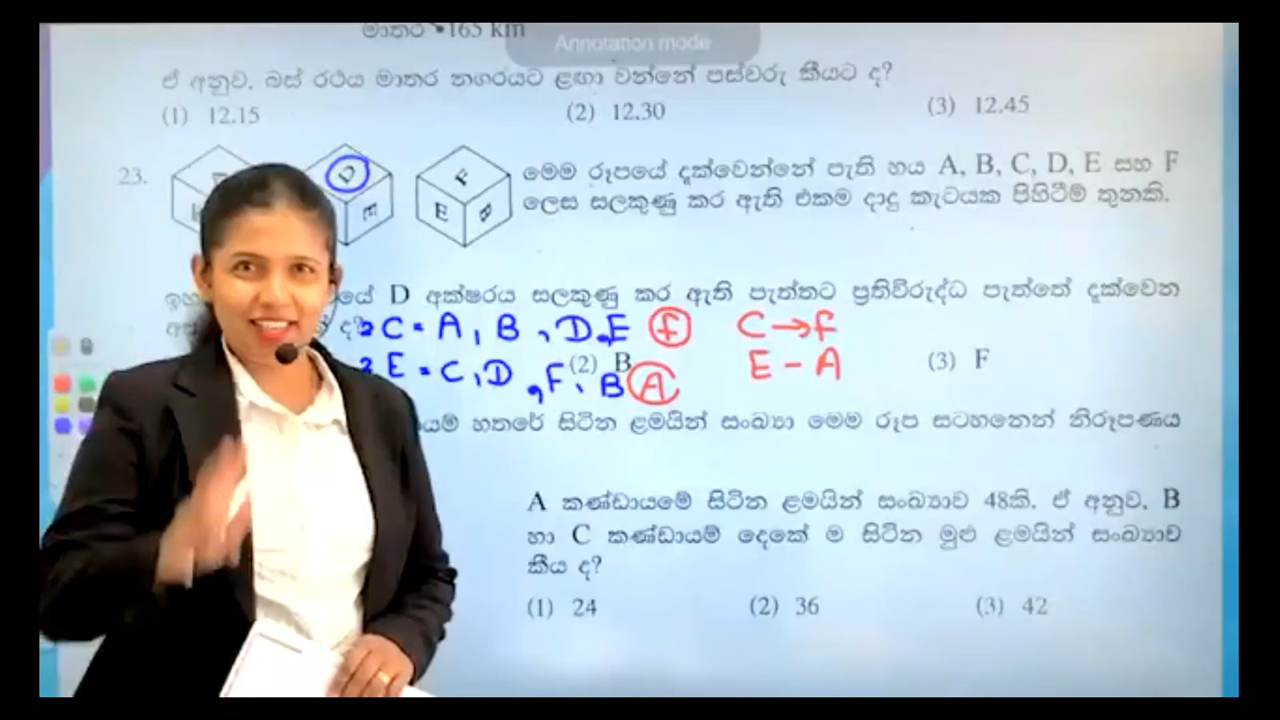 මාතර 165 km
Annotation mode
ඒ අනුව, බස් රථය මාතර නගරයට ළඟා වන්නේ පස්වරු කීයට ද?
(1) 12.15 (2) 12.30 (3) 12.45
23. D E F E B මෙම රූපයේ දැක්වෙන්නේ පැති හය A, B, C, D, E සහ F
ලෙස සලකුණු කර ඇති එකම දාදු කැටයක පිහිටීම් තුනකි.
D අක්ෂරය සලකුණු කර ඇති පැත්තට ප්‍රතිවිරුද්ධ පැත්තේ දැක්වෙන
ද?
C = A, B, D, E F C → F
(2) B (3) F
E = C, D, F, B A E - A
හතරේ සිටින ළමයින් සංඛ්‍යා මෙම රූප සටහනෙන් නිරූපණය
A කණ්ඩායමේ සිටින ළමයින් සංඛ්‍යාව 48කි. ඒ අනුව, B
හා C කණ්ඩායම් දෙකේ ම සිටින මුළු ළමයින් සංඛ්‍යාව
කීය ද?
(1) 24 (2) 36 (3) 42